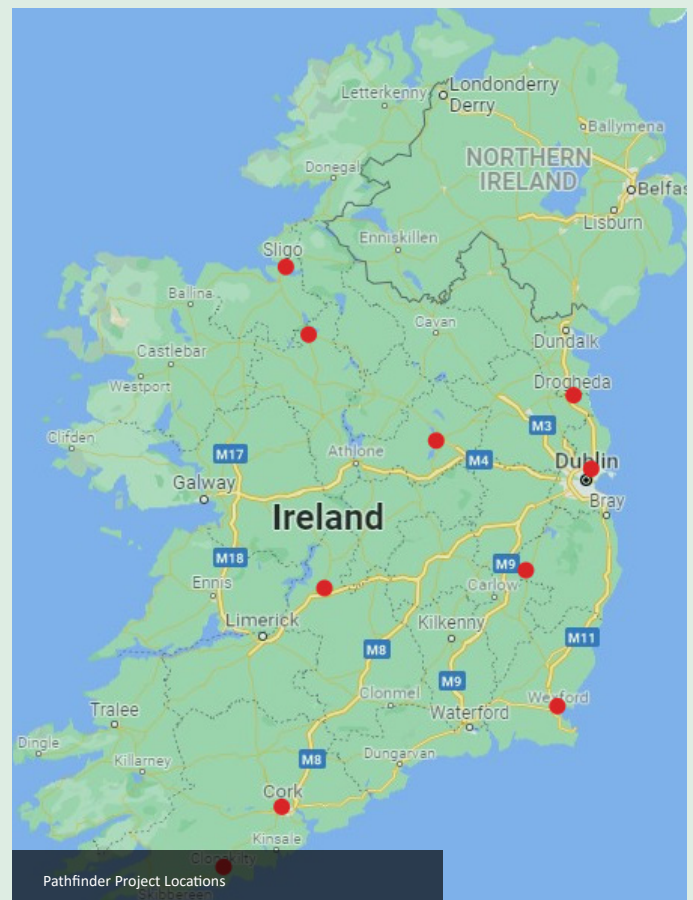 Londonderry
Derry
Letterkenny
Ballymena
NORTHERN
IRELAND
Donegal
Belfas
Lisburn
Enniskillen
Sligo
Ballina
Cavan
Dundalk
Castlebar
Westport
Drogheda
M3
Clifden
M17
Athlone
M4
Dublin
Galway
Bray
Ireland
M18
M9
Ennis
Carlow
Limerick
Kilkenny
M11
M8
M9
Clonmel
Wexford
Tralee
Waterford
Dingle
Killarney
M8
Dungarvan
Cork
Kinsale
Clonakilty
Pathfinder Project Locations
Skibbereen